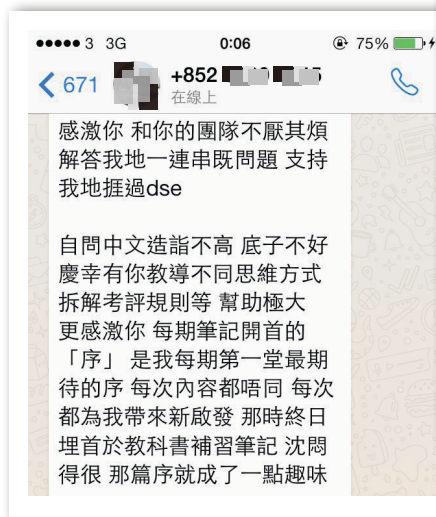 3 3G 0:06 75%
671 +852
在線上
感激你 和你的團隊不厭其煩
解答我地一連串既問題 支持
我地捱過dse
自問中文造詣不高 底子不好
慶幸有你教導不同思維方式
拆解考評規則等 幫助極大
更感激你 每期筆記開首的
「序」 是我每期第一堂最期
待的序 每次內容都唔同 每次
都為我帶來新啟發 那時終日
埋首於教科書補習筆記 沈悶
得很 那篇序就成了一點趣味